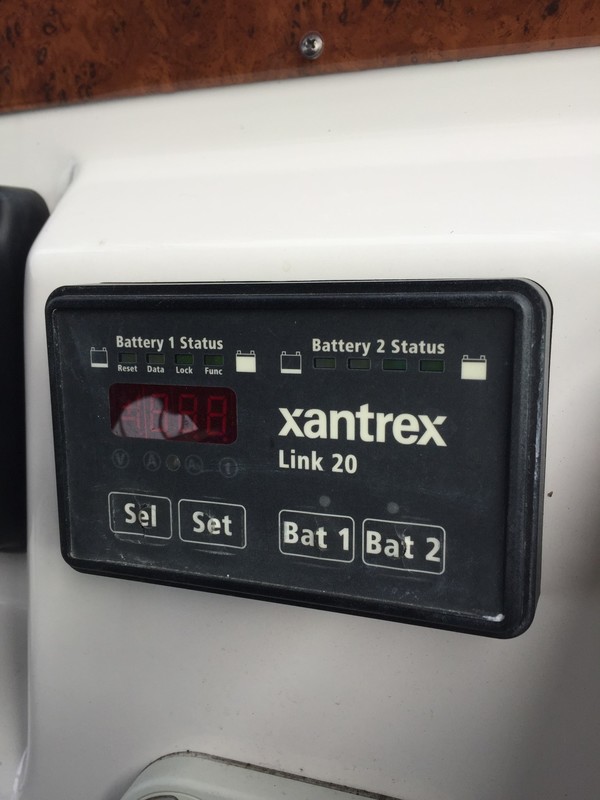 Battery 1 Status
Reset Data Lock Func
Battery 2 Status
xantrex
Link 20
V A t
Sel Set
Bat 1 Bat 2